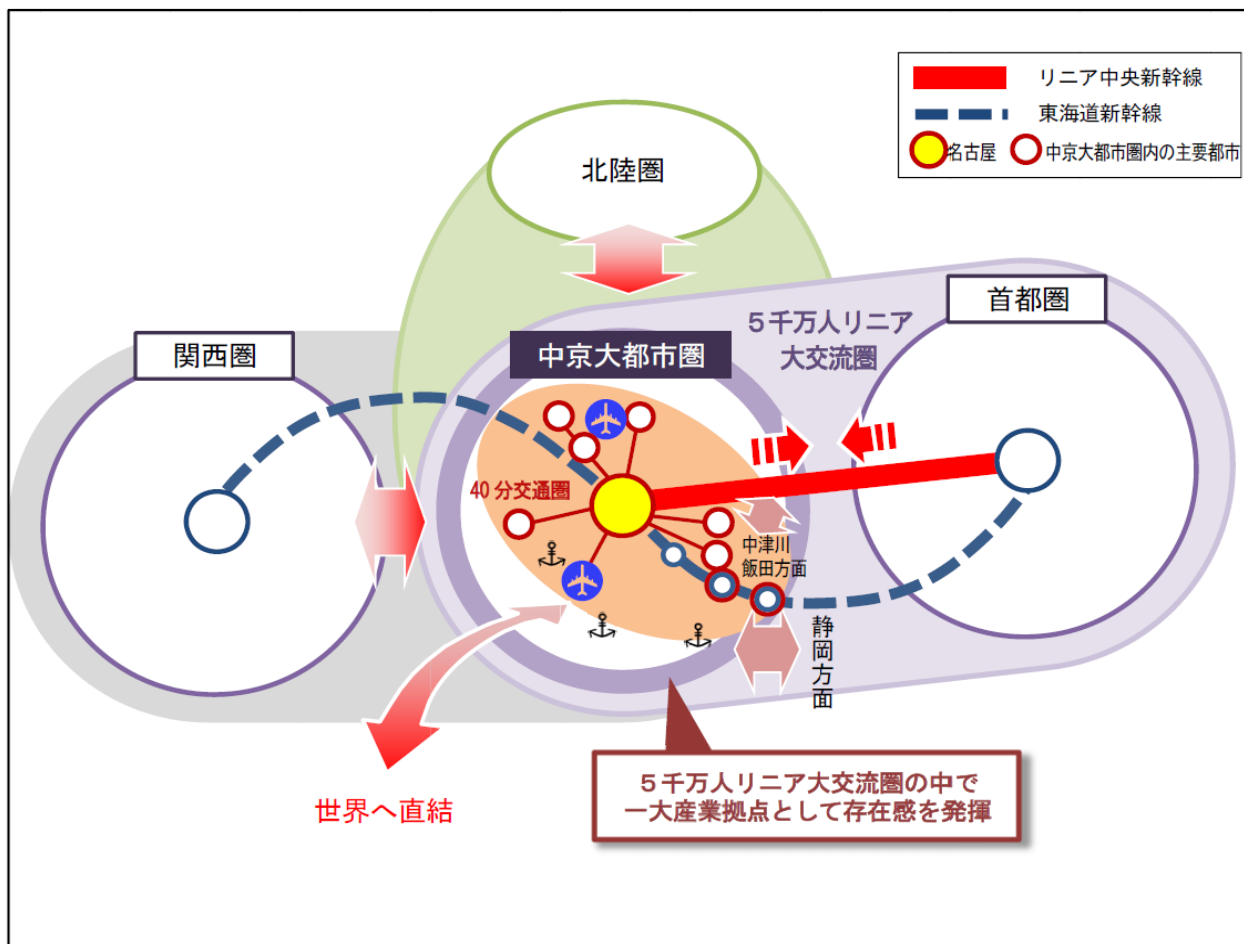 リニア中央新幹線
東海道新幹線
名古屋
中京大都市圏内の主要都市
北陸圏
首都圏
5千万人リニア
大交流圏
関西圏
中京大都市圏
40分交通圏
中津川
飯田方面
静岡方面
5千万人リニア大交流圏の中で
一大産業拠点として存在感を発揮
世界へ直結